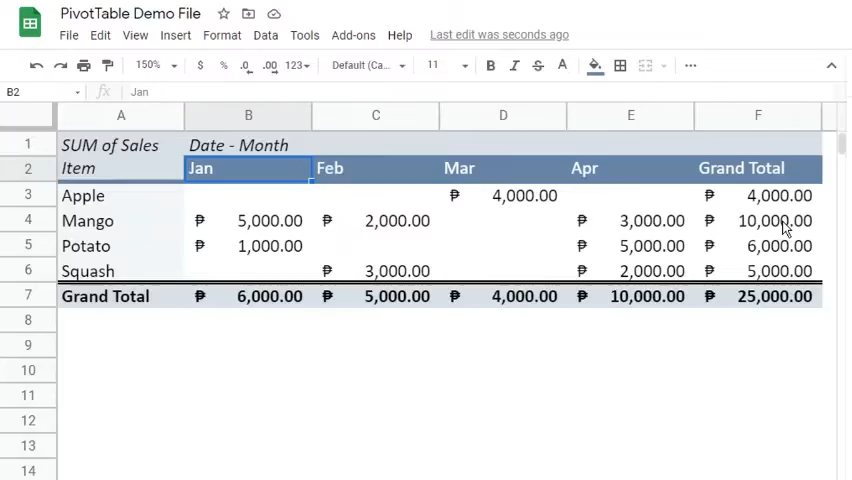 PivotTable Demo File
File Edit View Insert Format Data Tools Add-ons Help Last edit was seconds ago
150% $ % .0 .00 123 Default (Ca... 11 B I S A ...
B2 fx Jan
A B C D E F
1 SUM of Sales Date - Month
2 Item Jan Feb Mar Apr Grand Total
3 Apple ₱ 4,000.00 ₱ 4,000.00
4 Mango ₱ 5,000.00 ₱ 2,000.00 ₱ 3,000.00 ₱ 10,000.00
5 Potato ₱ 1,000.00 ₱ 5,000.00 ₱ 6,000.00
6 Squash ₱ 3,000.00 ₱ 2,000.00 ₱ 5,000.00
7 Grand Total ₱ 6,000.00 ₱ 5,000.00 ₱ 4,000.00 ₱ 10,000.00 ₱ 25,000.00
8
9
10
11
12
13
14